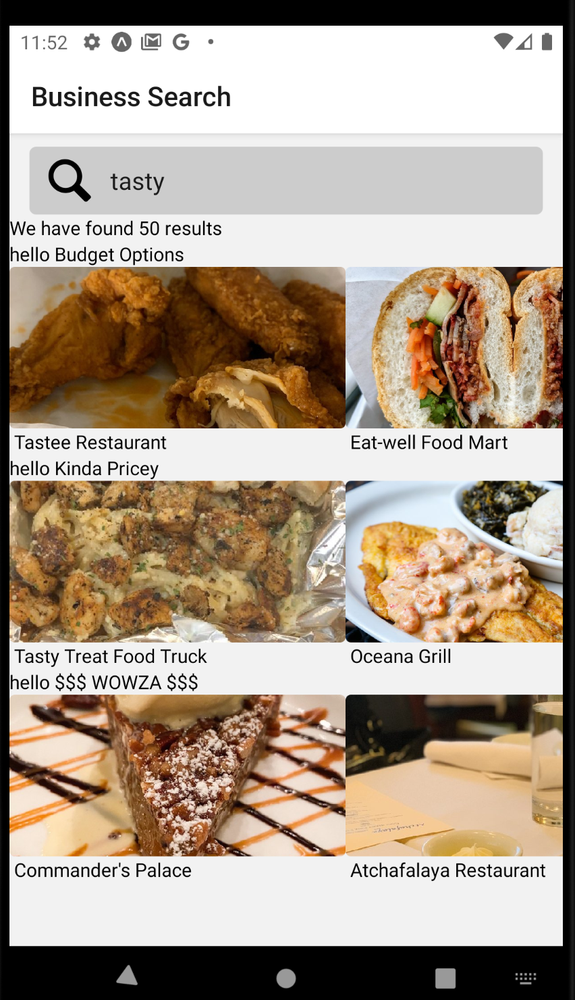 11:52
Business Search
tasty
We have found 50 results
hello Budget Options
Tastee Restaurant
Eat-well Food Mart
hello Kinda Pricey
Tasty Treat Food Truck
Oceana Grill
hello $$$ WOWZA $$$
Commander's Palace
Atchafalaya Restaurant